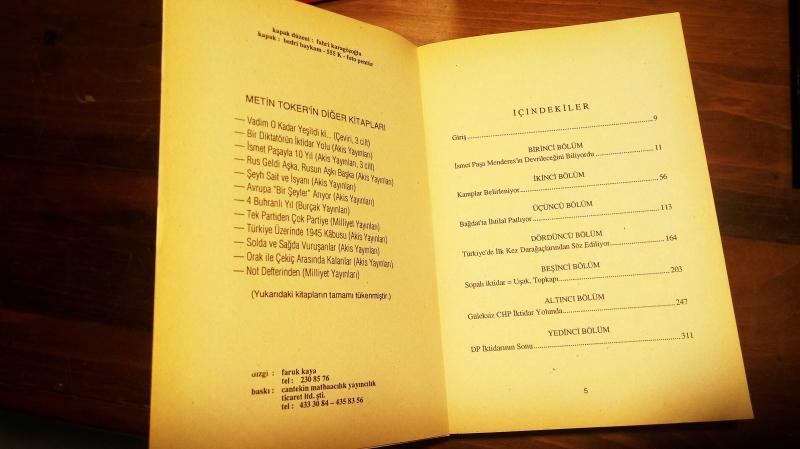 kapak düzeni : fahri karagözoğlu
kapak : bedri baykam - 555 K - foto pentür
METİN TOKER'İN DİĞER KİTAPLARI
— Vadim O Kadar Yeşildi ki... (Çeviri, 3 cilt)
— Bir Diktatörün İktidar Yolu (Akis Yayınları)
— İsmet Paşayla 10 Yıl (Akis Yayınları, 3 cilt)
— Rus Geldi Aşka, Rusun Aşkı Başka (Akis Yayınları)
— Şeyh Sait ve İsyanı (Akis Yayınları)
— Avrupa "Bir Şeyler" Arıyor (Akis Yayınları)
— 4 Buhranlı Yıl (Burçak Yayınları)
— Tek Partiden Çok Partiye (Milliyet Yayınları)
— Türkiye Üzerinde 1945 Kâbusu (Akis Yayınları)
— Solda ve Sağda Vuruşanlar (Akis Yayınları)
— Orak ile Çekiç Arasında Kalanlar (Akis Yayınları)
— Not Defterinden (Milliyet Yayınları)
(Yukarıdaki kitapların tamamı tükenmiştir.)
dizgi : faruk kaya
tel : 230 85 76
baskı : cantekin matbaacılık yayıncılık
ticaret ltd. şti.
tel : 433 30 84 – 435 83 56
İÇİNDEKİLER
Giriş 9
BİRİNCİ BÖLÜM
İsmet Paşa Menderes'in Devrileceğini Biliyordu 11
İKİNCİ BÖLÜM
Kamplar Belirleniyor 56
ÜÇÜNCÜ BÖLÜM
Bağdat'ta İhtilal Patlıyor 113
DÖRDÜNCÜ BÖLÜM
Türkiye'de İlk Kez Darağaçlarından Söz Ediliyor 164
BEŞİNCİ BÖLÜM
Sopalı iktidar = Uşak, Topkapı 203
ALTINCI BÖLÜM
Güleksiz CHP İktidar Yolunda 247
YEDİNCİ BÖLÜM
DP İktidarının Sonu 311
5